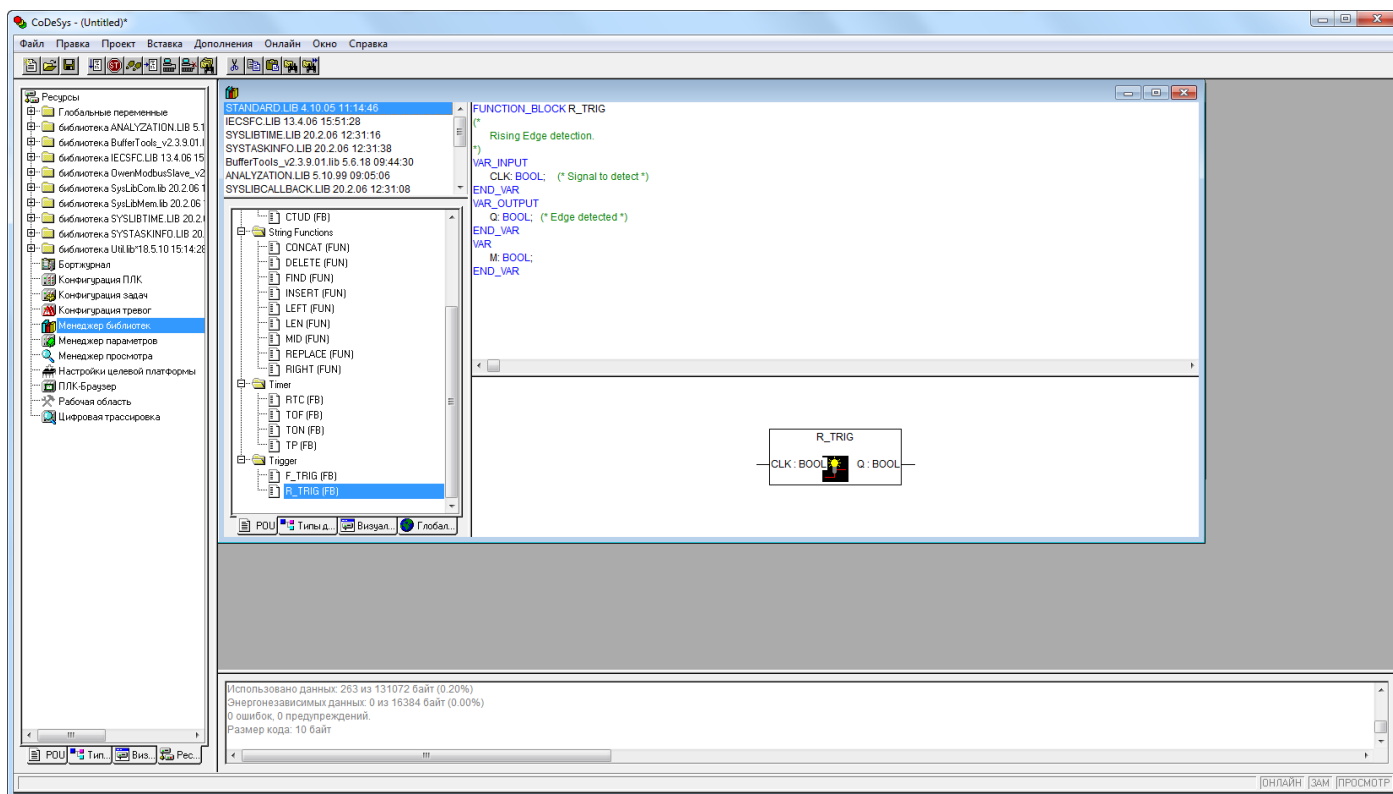 CoDeSys - (Untitled)*
Файл Правка Проект Вставка Дополнения Онлайн Окно Справка
Ресурсы
Глобальные переменные
библиотека ANALYZATION.LIB 5.1
библиотека BufferTools_v2.3.9.01.l
библиотека IECSFC.LIB 13.4.06 15
библиотека OwenModbusSlave_v2
библиотека SysLibCom.lib 20.2.06 1
библиотека SysLibMem.lib 20.2.06
библиотека SYSLIBTIME.LIB 20.2.
библиотека SYSTASKINFO.LIB 20.
библиотека Util.lib*18.5.10 15:14:28
Бортжурнал
Конфигурация ПЛК
Конфигурация задач
Конфигурация тревог
Менеджер библиотек
Менеджер параметров
Менеджер просмотра
Настройки целевой платформы
ПЛК-Браузер
Рабочая область
Цифровая трассировка
POU Тип... Виз... Рес...
STANDARD.LIB 4.10.05 11:14:46
IECSFC.LIB 13.4.06 15:51:28
SYSLIBTIME.LIB 20.2.06 12:31:16
SYSTASKINFO.LIB 20.2.06 12:31:38
BufferTools_v2.3.9.01.lib 5.6.18 09:44:30
ANALYZATION.LIB 5.10.99 09:05:06
SYSLIBCALLBACK.LIB 20.2.06 12:31:08
CTUD (FB)
String Functions
CONCAT (FUN)
DELETE (FUN)
FIND (FUN)
INSERT (FUN)
LEFT (FUN)
LEN (FUN)
MID (FUN)
REPLACE (FUN)
RIGHT (FUN)
Timer
RTC (FB)
TOF (FB)
TON (FB)
TP (FB)
Trigger
F_TRIG (FB)
R_TRIG (FB)
POU Типы д... Визуал... Глобал...
FUNCTION_BLOCK R_TRIG
(*
Rising Edge detection.
*)
VAR_INPUT
CLK: BOOL; (* Signal to detect *)
END_VAR
VAR_OUTPUT
Q: BOOL; (* Edge detected *)
END_VAR
VAR
M: BOOL;
END_VAR
R_TRIG
CLK : BOOL Q : BOOL
Использовано данных: 263 из 131072 байт (0.20%)
Энергонезависимых данных: 0 из 16384 байт (0.00%)
0 ошибок, 0 предупреждений.
Размер кода: 10 байт
ОНЛАЙН ЗАМ ПРОСМОТР